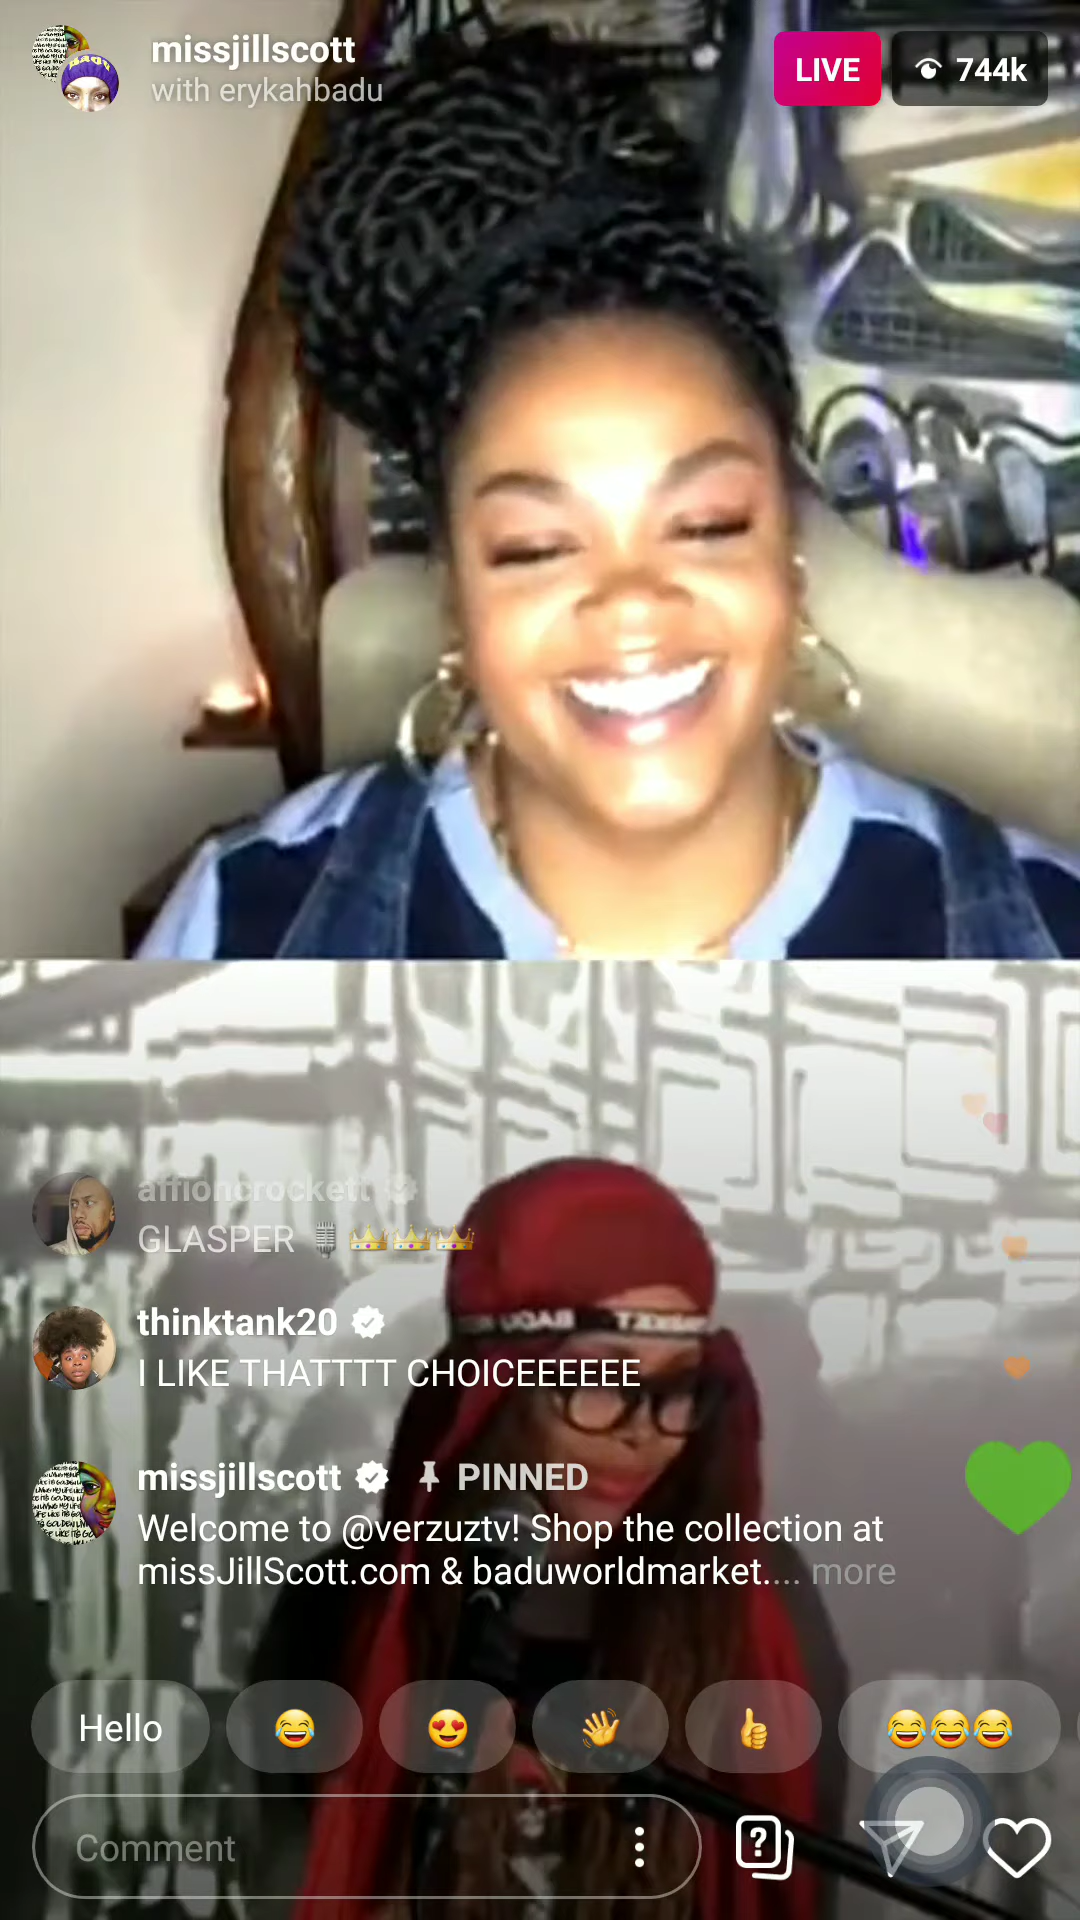 missjillscott
with erykahbadu
LIVE
744k
affioncrockett
GLASPER 🎙️👑👑👑
thinktank20
I LIKE THATTTT CHOICEEEEEE
missjillscott PINNED
Welcome to @verzuztv! Shop the collection at
missJillScott.com & baduworldmarket.... more
Hello 😂 😍 👋 👍 😂😂😂
Comment